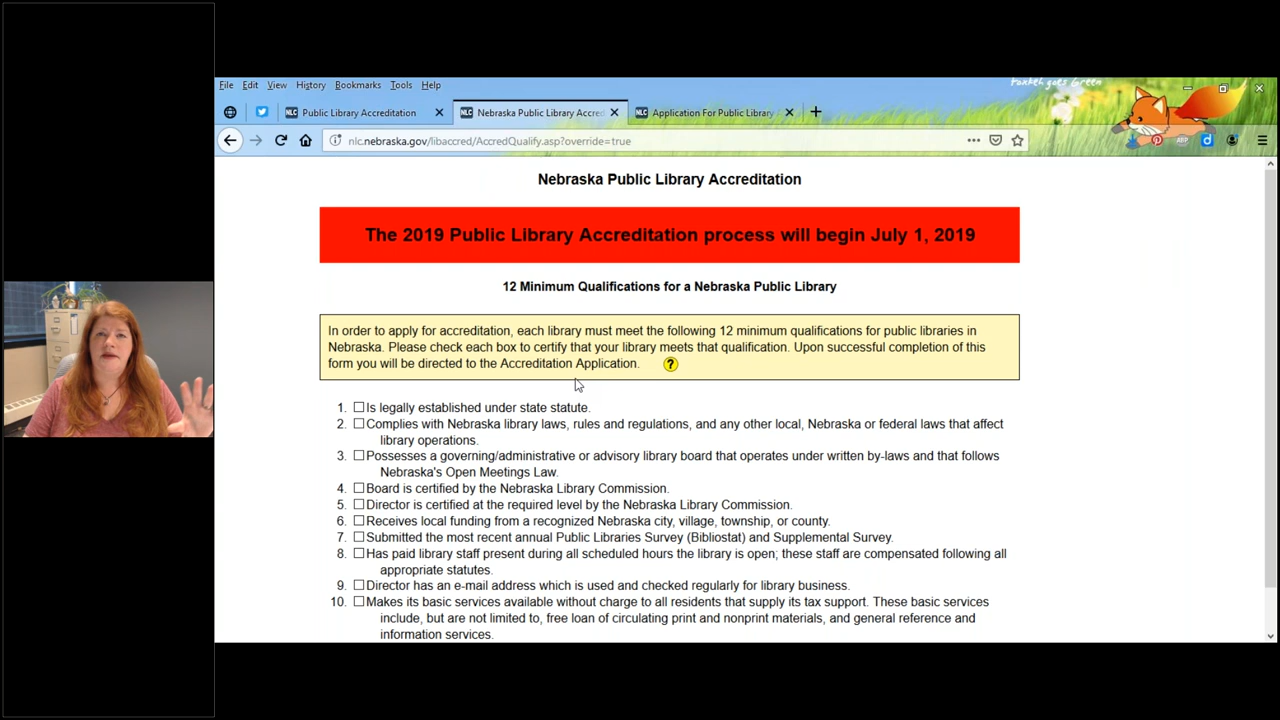 foxkeh goes Green
File Edit View History Bookmarks Tools Help
NLC Public Library Accreditation
NLC Nebraska Public Library Accred
NLC Application For Public Library
nlc.nebraska.gov/libaccred/AccredQualify.asp?override=true
ABP
Nebraska Public Library Accreditation
The 2019 Public Library Accreditation process will begin July 1, 2019
12 Minimum Qualifications for a Nebraska Public Library
In order to apply for accreditation, each library must meet the following 12 minimum qualifications for public libraries in
Nebraska. Please check each box to certify that your library meets that qualification. Upon successful completion of this
form you will be directed to the Accreditation Application. ?
1. Is legally established under state statute.
2. Complies with Nebraska library laws, rules and regulations, and any other local, Nebraska or federal laws that affect
library operations.
3. Possesses a governing/administrative or advisory library board that operates under written by-laws and that follows
Nebraska's Open Meetings Law.
4. Board is certified by the Nebraska Library Commission.
5. Director is certified at the required level by the Nebraska Library Commission.
6. Receives local funding from a recognized Nebraska city, village, township, or county.
7. Submitted the most recent annual Public Libraries Survey (Bibliostat) and Supplemental Survey.
8. Has paid library staff present during all scheduled hours the library is open; these staff are compensated following all
appropriate statutes.
9. Director has an e-mail address which is used and checked regularly for library business.
10. Makes its basic services available without charge to all residents that supply its tax support. These basic services
include, but are not limited to, free loan of circulating print and nonprint materials, and general reference and
information services.